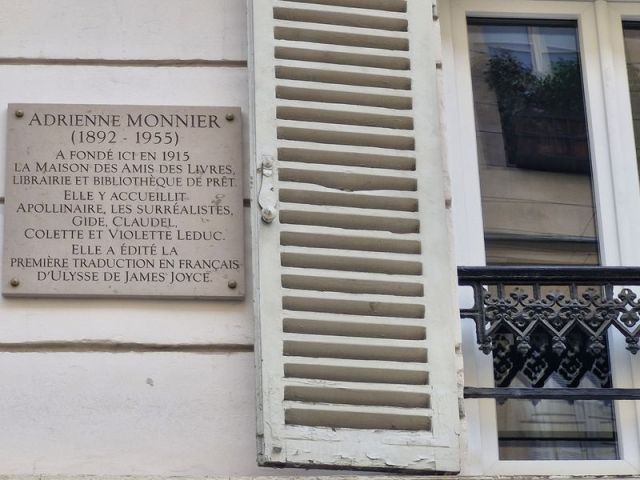 ADRIENNE MONNIER
(1892 - 1955)
A FONDÉ ICI EN 1915
LA MAISON DES AMIS DES LIVRES,
LIBRAIRIE ET BIBLIOTHÈQUE DE PRÊT.
ELLE Y ACCUEILLIT
APOLLINAIRE, LES SURRÉALISTES,
GIDE, CLAUDEL,
COLETTE ET VIOLETTE LEDUC.
ELLE A ÉDITÉ LA
PREMIÈRE TRADUCTION EN FRANÇAIS
D'ULYSSE DE JAMES JOYCE.